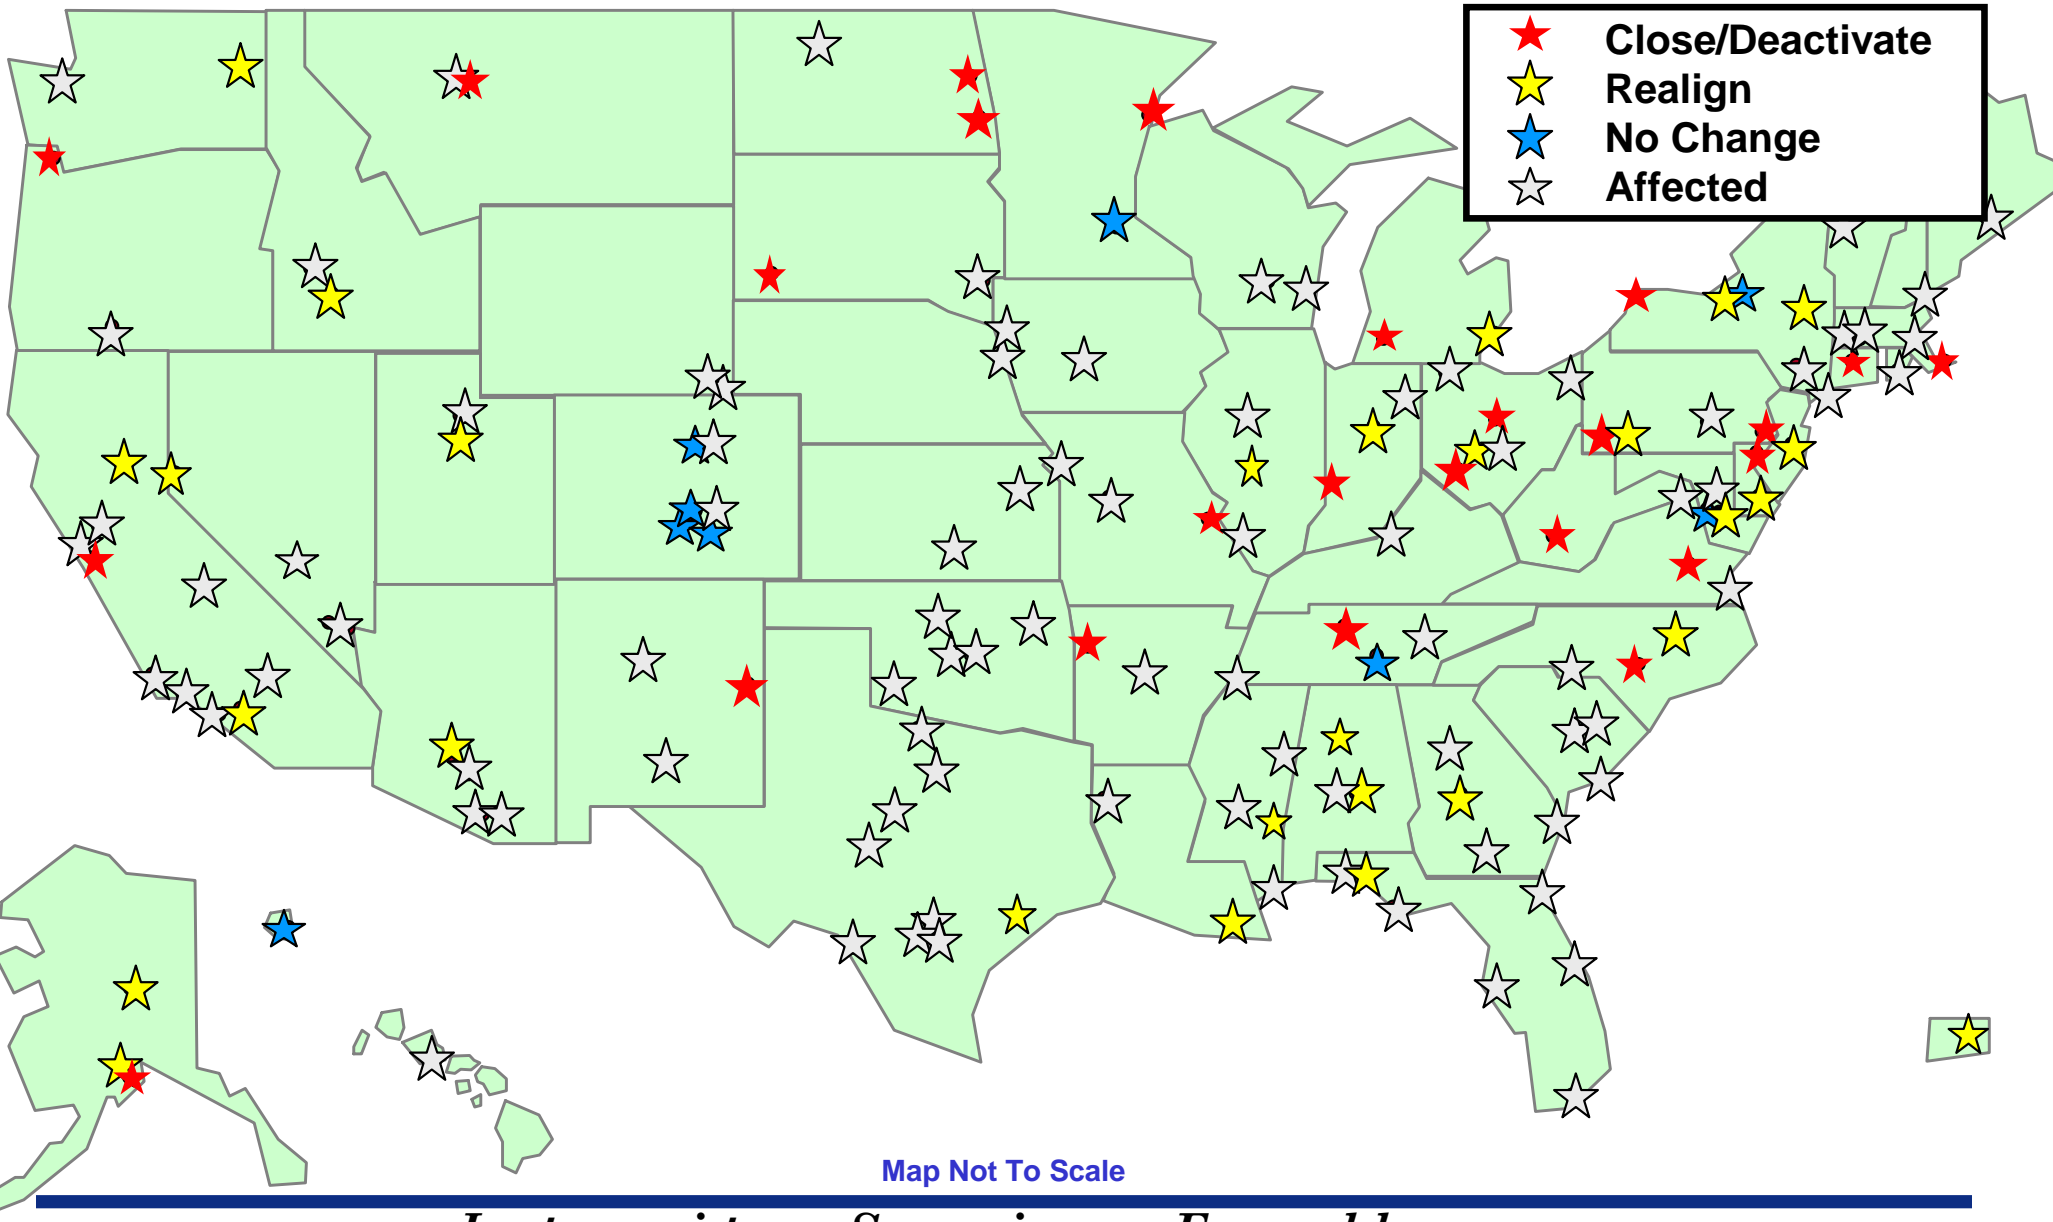 Close/Deactivate
Realign
No Change
Affected
Map Not To Scale